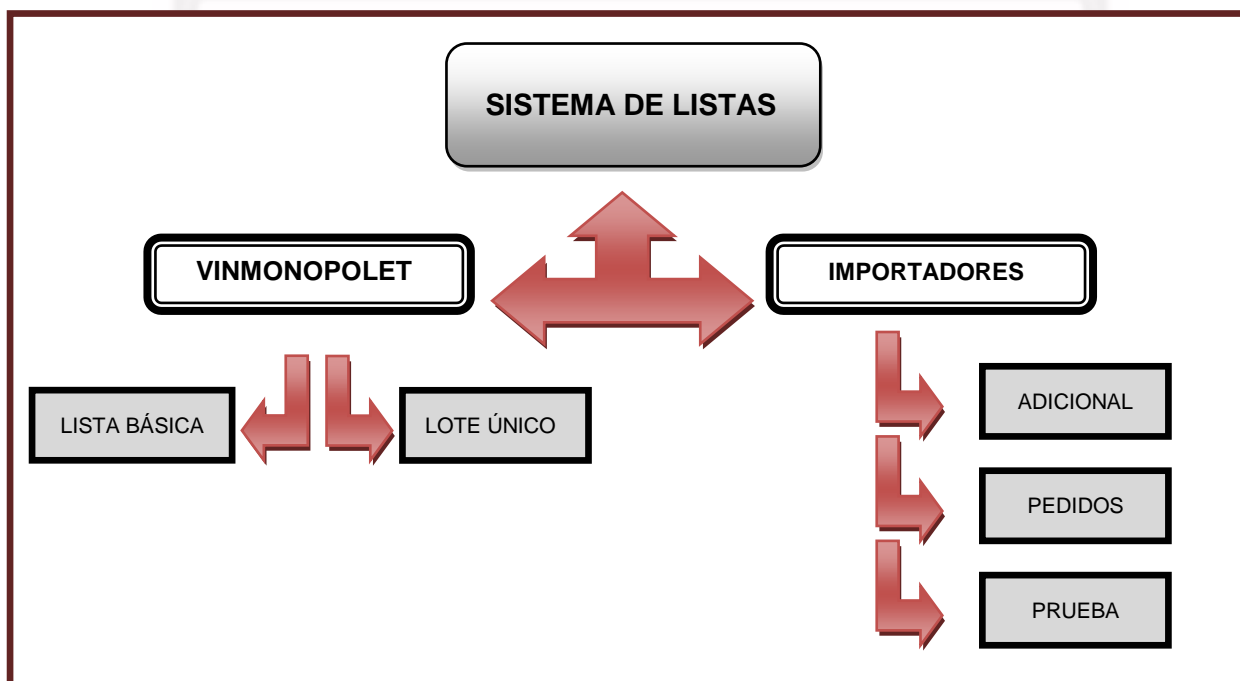 SISTEMA DE LISTAS
VINMONOPOLET
IMPORTADORES
LISTA BÁSICA
LOTE ÚNICO
ADICIONAL
PEDIDOS
PRUEBA